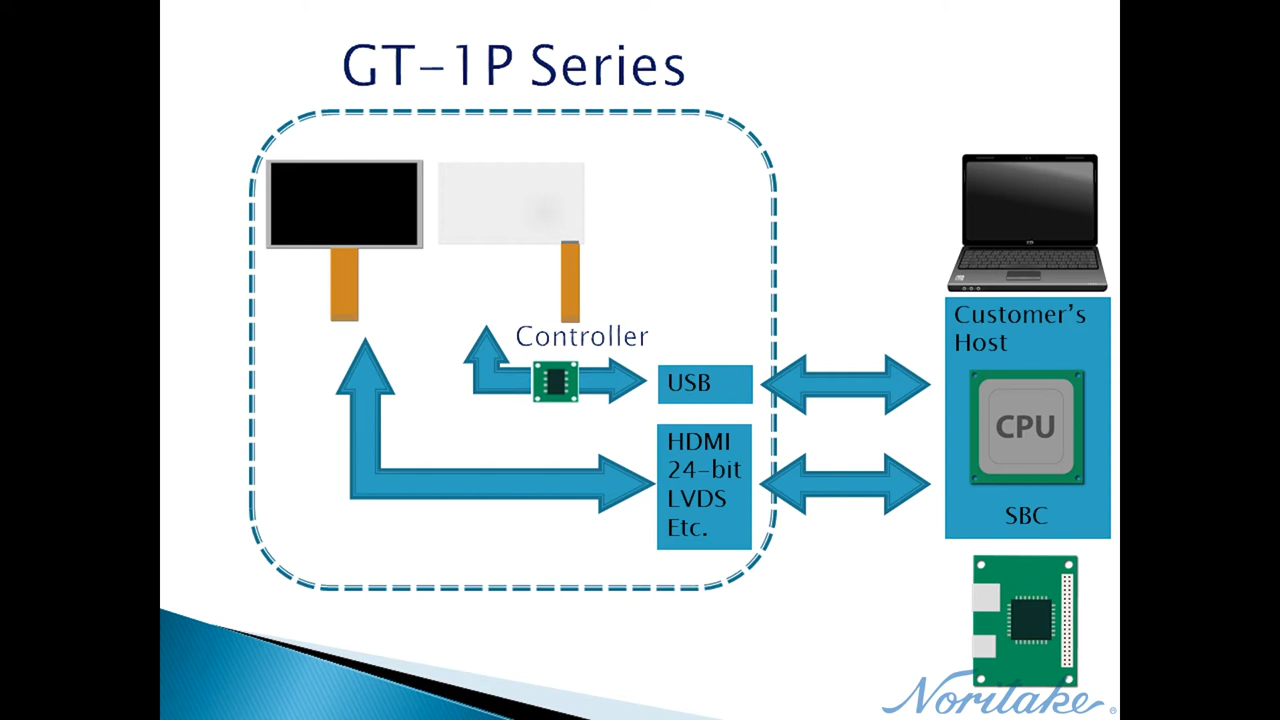 GT-1P Series
Controller
USB
HDMI
24-bit
LVDS
Etc.
Customer's
Host
CPU
SBC
Noritake®